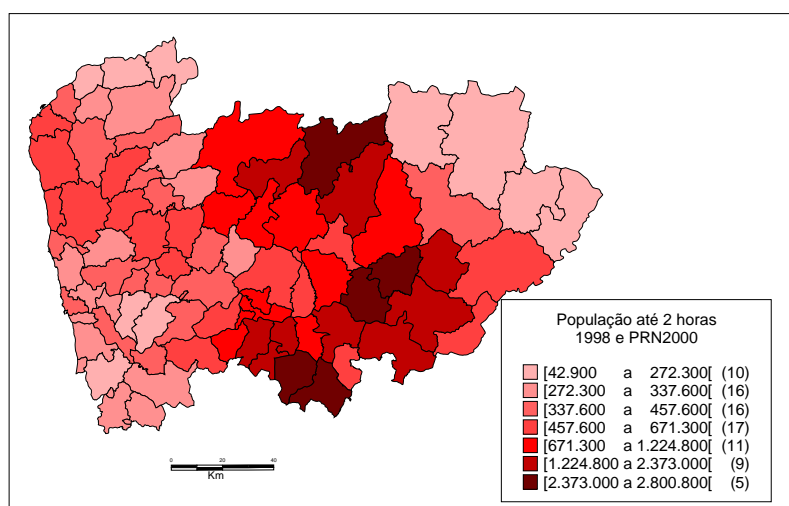 População até 2 horas
1998 e PRN2000
[42.900 a 272.300[ (10)
[272.300 a 337.600[ (16)
[337.600 a 457.600[ (16)
[457.600 a 671.300[ (17)
[671.300 a 1.224.800[ (11)
[1.224.800 a 2.373.000[ (9)
[2.373.000 a 2.800.800[ (5)
0 20 40
Km